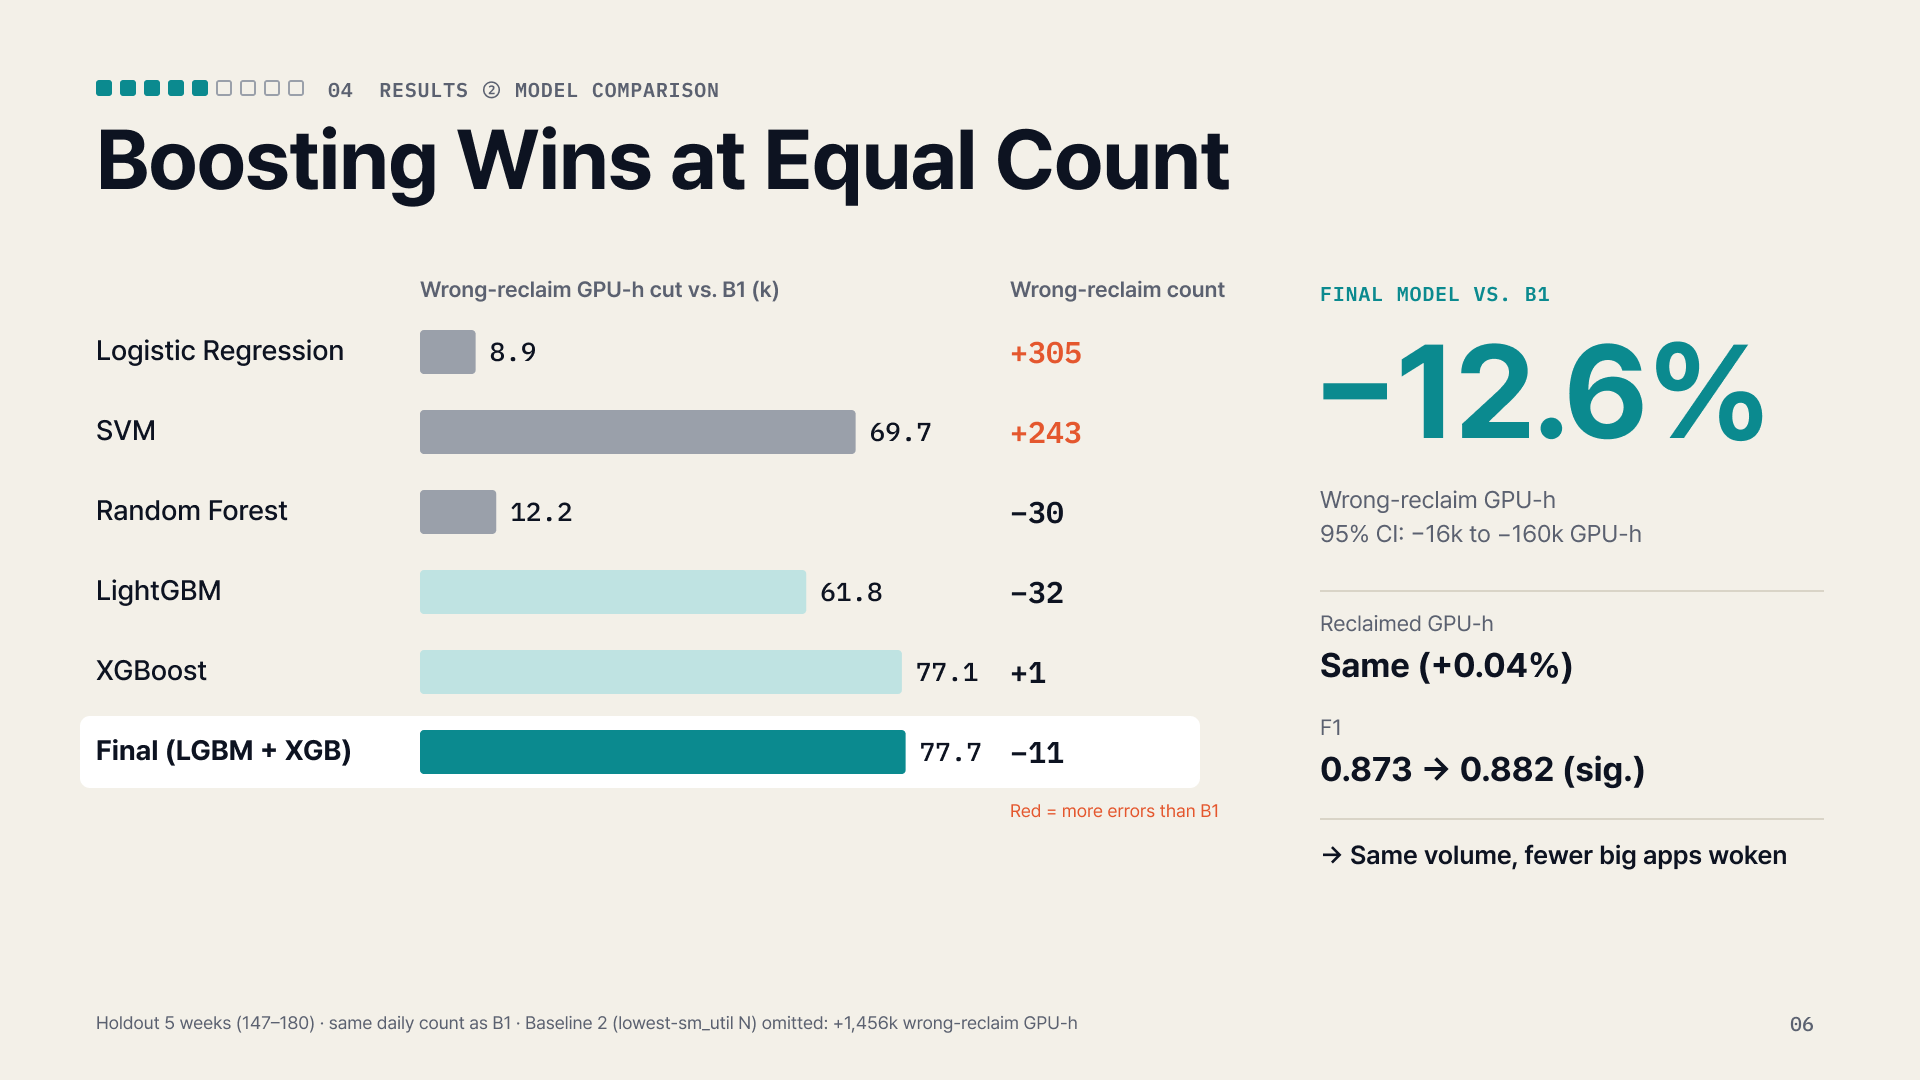 04 RESULTS ② MODEL COMPARISON
Boosting Wins at Equal Count
Wrong-reclaim GPU-h cut vs. B1 (k)
Wrong-reclaim count
Logistic Regression 8.9 +305
SVM 69.7 +243
Random Forest 12.2 −30
LightGBM 61.8 −32
XGBoost 77.1 +1
Final (LGBM + XGB) 77.7 −11
Red = more errors than B1
FINAL MODEL VS. B1
−12.6%
Wrong-reclaim GPU-h
95% CI: −16k to −160k GPU-h
Reclaimed GPU-h
Same (+0.04%)
F1
0.873 → 0.882 (sig.)
→ Same volume, fewer big apps woken
Holdout 5 weeks (147–180) · same daily count as B1 · Baseline 2 (lowest-sm_util N) omitted: +1,456k wrong-reclaim GPU-h
06